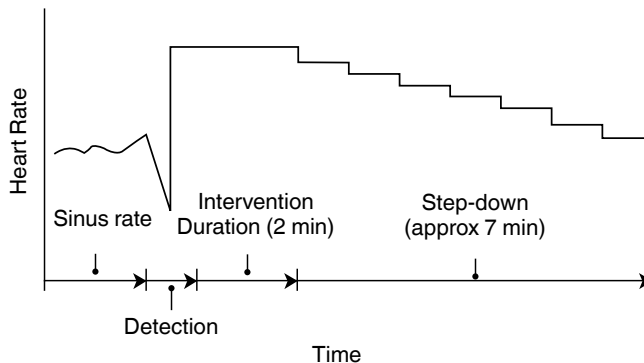 Heart Rate
Sinus rate
Intervention
Duration (2 min)
Step-down
(approx 7 min)
Detection
Time